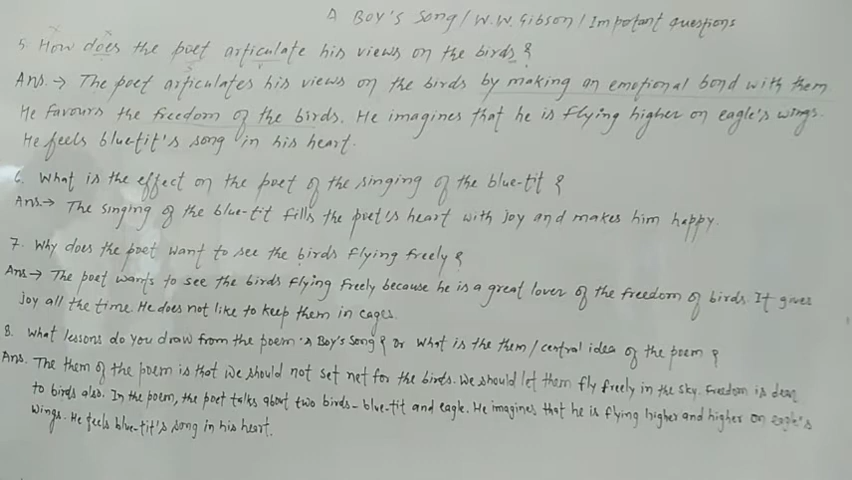 A Boy's Song / W.W. Gibson / Impotant questions
5. How does the poet articulate his views on the birds?
Ans. → The poet articulates his views on the birds by making an emotional bond with them
He favours the freedom of the birds. He imagines that he is flying higher on eagle's wings.
He feels blue-tit's song in his heart.
6. What is the effect on the poet of the singing of the blue-tit?
Ans → The singing of the blue-tit fills the poet's heart with joy and makes him happy.
7. Why does the poet want to see the birds flying freely?
Ans → The poet wants to see the birds flying freely because he is a great lover of the freedom of birds. It gives
joy all the time. He does not like to keep them in cages.
8. What lessons do you draw from the poem 'A Boy's Song'? or What is the them / central idea of the poem?
Ans. The them of the poem is that we should not set net for the birds. We should let them fly freely in the sky. Freedom is dear
to birds also. In the poem, the poet talks about two birds - blue-tit and eagle. He imagines that he is flying higher and higher on eagle's
wings. He feels blue-tit's song in his heart.